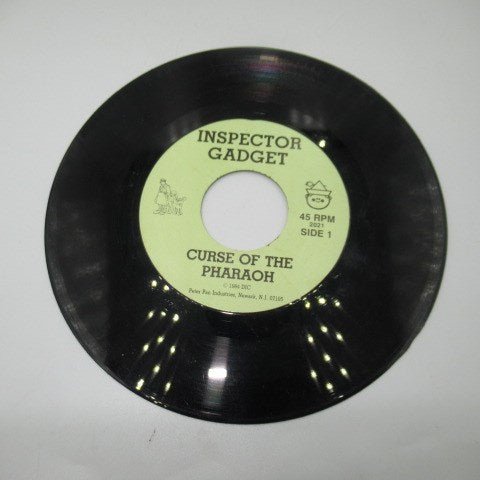 INSPECTOR
GADGET
45 RPM
2021
SIDE 1
CURSE OF THE
PHARAOH
© 1984 DIC
Peter Pan Industries, Newark, N.J. 07105